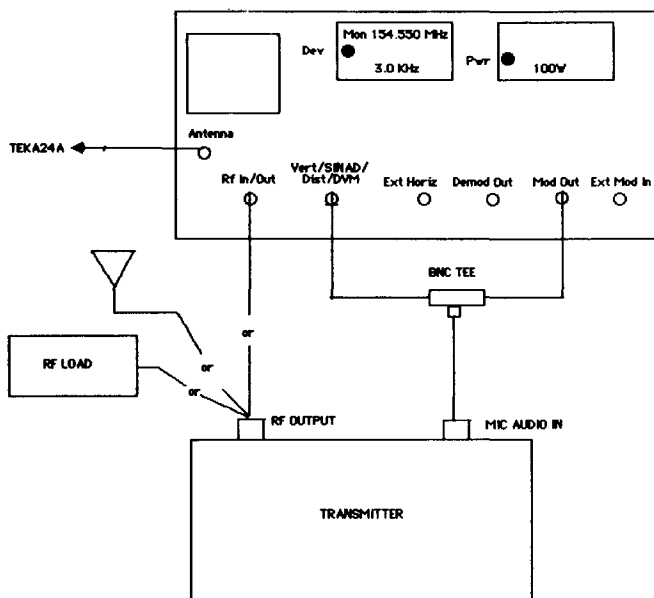 Mon 154.550 MHz
Dev
3.0 KHz
Pwr
100W
Antenna
TEKA24A
Rf In/Out
Vert/SINAD/
Dist/DVM
Ext Horiz
Demod Out
Mod Out
Ext Mod In
BNC TEE
or
or
or
RF LOAD
RF OUTPUT
MIC AUDIO IN
TRANSMITTER